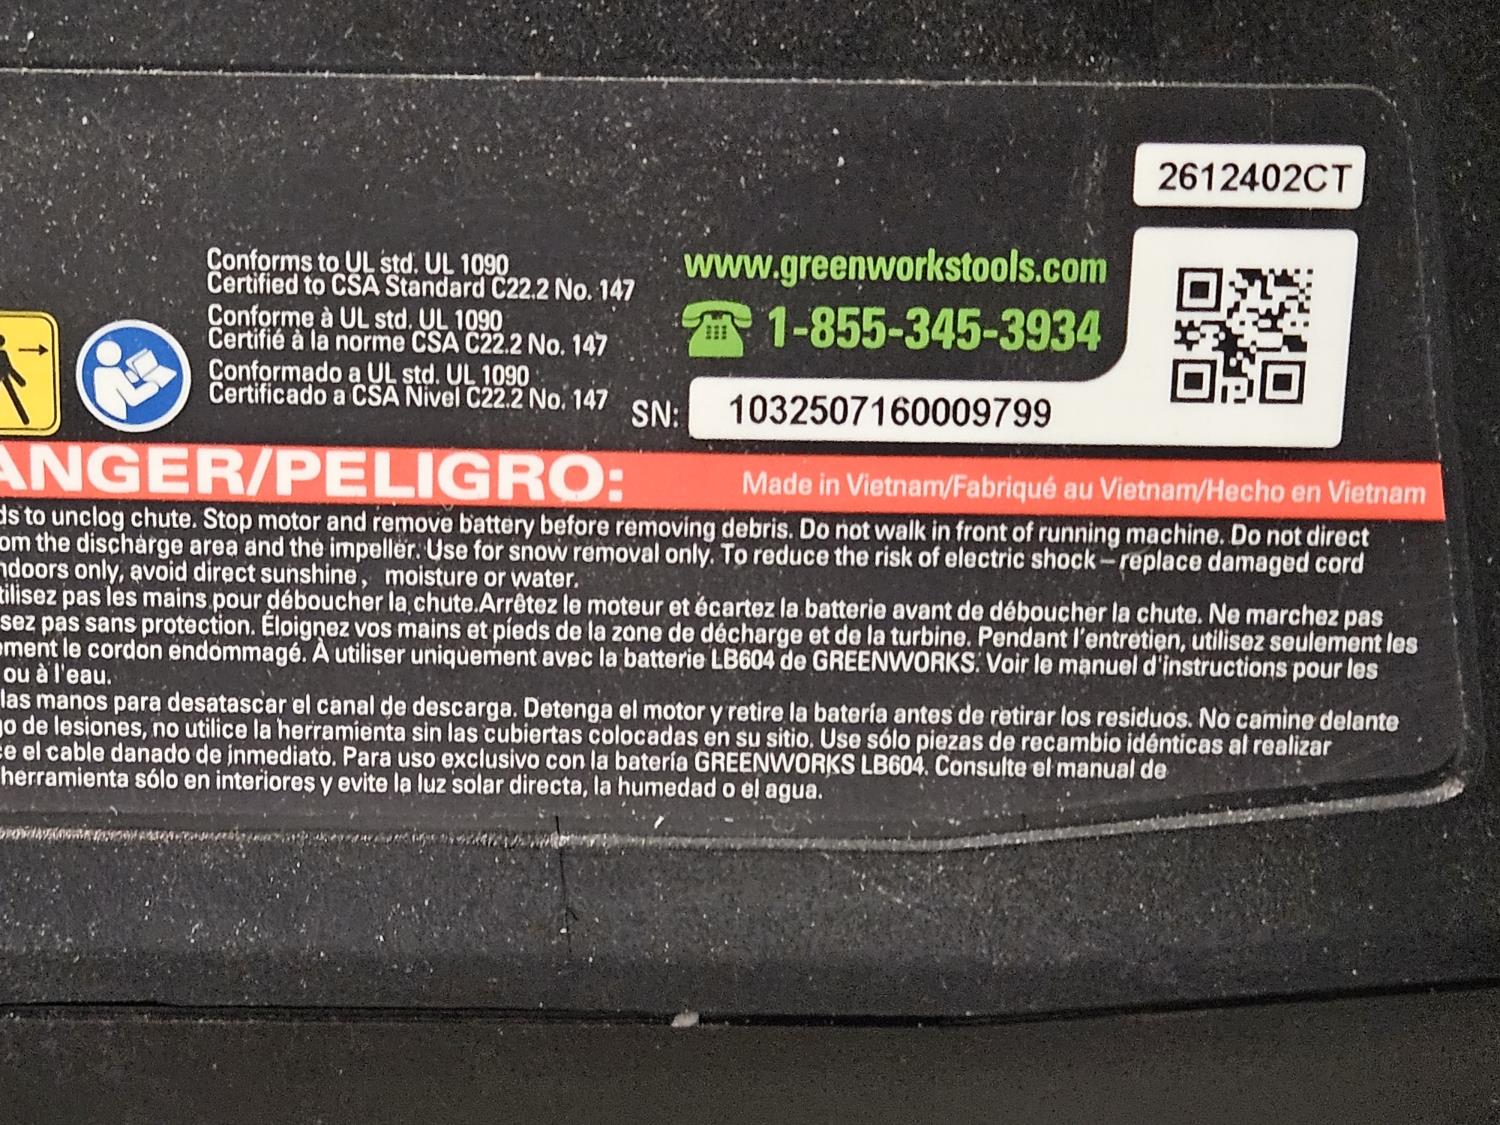 2612402CT
Conforms to UL std. UL 1090
Certified to CSA Standard C22.2 No. 147
Conforme à UL std. UL 1090
Certifié à la norme CSA C22.2 No. 147
Conformado a UL std. UL 1090
Certificado a CSA Nivel C22.2 No. 147
www.greenworkstools.com
1-855-345-3934
SN: 1032507160009799
ANGER/PELIGRO:
Made in Vietnam/Fabriqué au Vietnam/Hecho en Vietnam
ds to unclog chute. Stop motor and remove battery before removing debris. Do not walk in front of running machine. Do not direct
om the discharge area and the impeller. Use for snow removal only. To reduce the risk of electric shock – replace damaged cord
ndoors only, avoid direct sunshine, moisture or water.
tilisez pas les mains pour déboucher la chute.Arrêtez le moteur et écartez la batterie avant de déboucher la chute. Ne marchez pas
sez pas sans protection. Éloignez vos mains et pieds de la zone de décharge et de la turbine. Pendant l'entretien, utilisez seulement les
ement le cordon endommagé. À utiliser uniquement avec la batterie LB604 de GREENWORKS. Voir le manuel d'instructions pour les
ou à l'eau.
las manos para desatascar el canal de descarga. Detenga el motor y retire la batería antes de retirar los residuos. No camine delante
go de lesiones, no utilice la herramienta sin las cubiertas colocadas en su sitio. Use sólo piezas de recambio idénticas al realizar
ce el cable danado de inmediato. Para uso exclusivo con la batería GREENWORKS LB604. Consulte el manual de
herramienta sólo en interiores y evite la luz solar directa, la humedad o el agua.